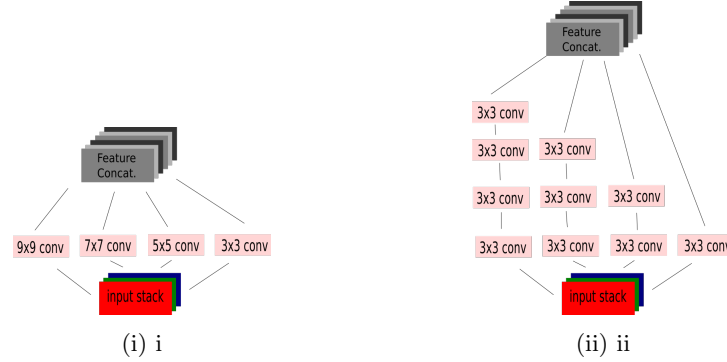 Feature
Concat.
9x9 conv 7x7 conv 5x5 conv 3x3 conv
input stack
(i) i
Feature
Concat.
3x3 conv
3x3 conv 3x3 conv
3x3 conv 3x3 conv 3x3 conv
3x3 conv 3x3 conv 3x3 conv 3x3 conv
input stack
(ii) ii